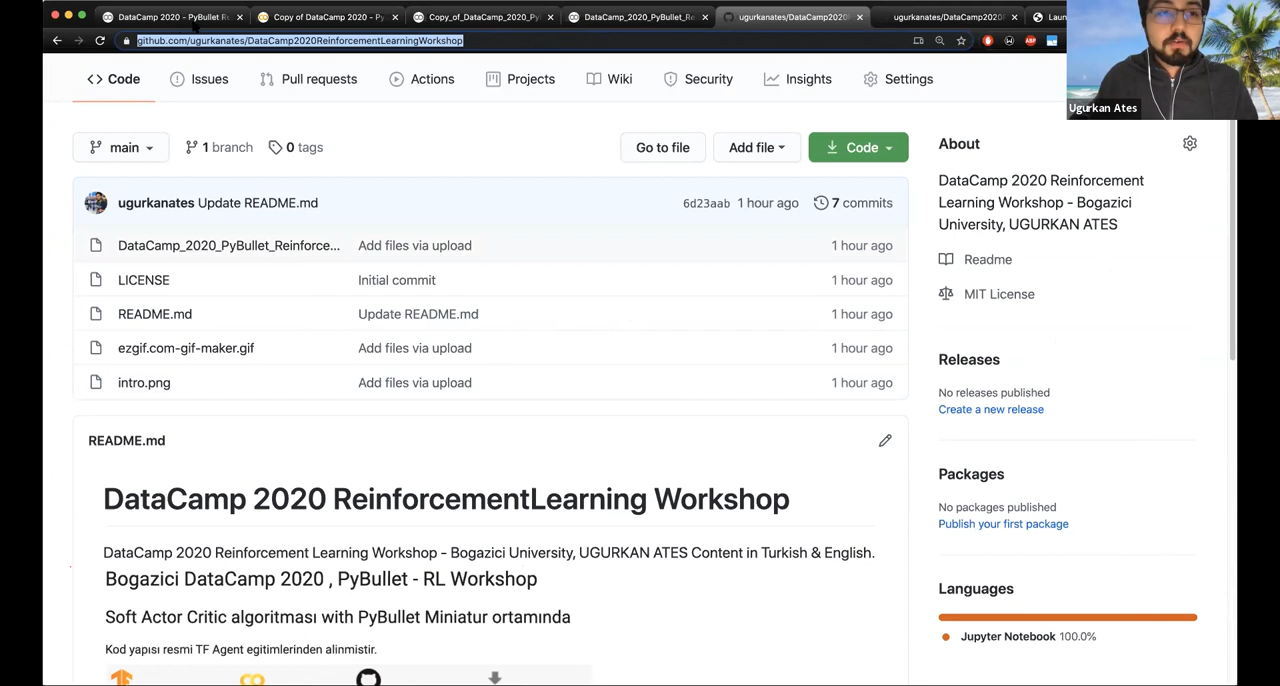 DataCamp 2020 - PyBullet R
Copy of DataCamp 2020 - Py
Copy_of_DataCamp_2020_Py
DataCamp_2020_PyBullet_Re
ugurkanates/DataCamp2020
ugurkanates/DataCamp2020
Laun
github.com/ugurkanates/DataCamp2020ReinforcementLearningWorkshop
ABP
Ugurkan Ates
<> Code
Issues
Pull requests
Actions
Projects
Wiki
Security
Insights
Settings
main
1 branch
0 tags
Go to file
Add file
Code
ugurkanates Update README.md 6d23aab 1 hour ago 7 commits
DataCamp_2020_PyBullet_Reinforce... Add files via upload 1 hour ago
LICENSE Initial commit 1 hour ago
README.md Update README.md 1 hour ago
ezgif.com-gif-maker.gif Add files via upload 1 hour ago
intro.png Add files via upload 1 hour ago
README.md
DataCamp 2020 ReinforcementLearning Workshop
DataCamp 2020 Reinforcement Learning Workshop - Bogazici University, UGURKAN ATES Content in Turkish & English.
Bogazici DataCamp 2020 , PyBullet - RL Workshop
Soft Actor Critic algoritması with PyBullet Miniatur ortamında
Kod yapısı resmi TF Agent egitimlerinden alinmistir.
About
DataCamp 2020 Reinforcement
Learning Workshop - Bogazici
University, UGURKAN ATES
Readme
MIT License
Releases
No releases published
Create a new release
Packages
No packages published
Publish your first package
Languages
Jupyter Notebook 100.0%